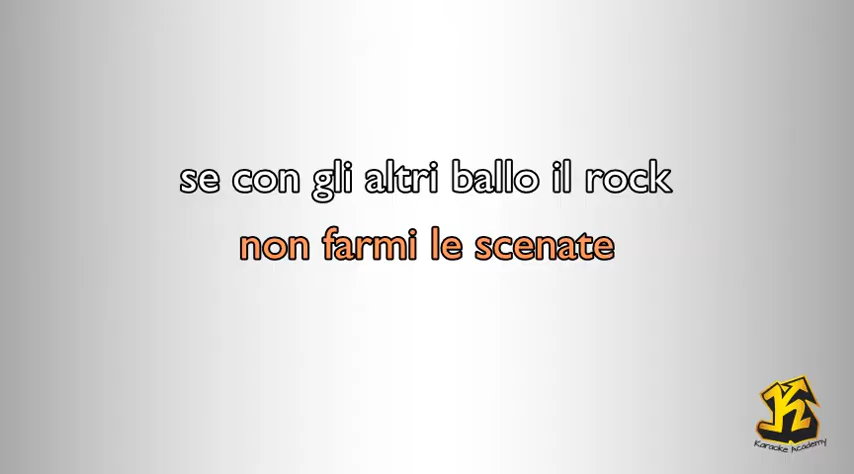 se con gli altri ballo il rock
non farmi le scenate
K
Karaoke Academy